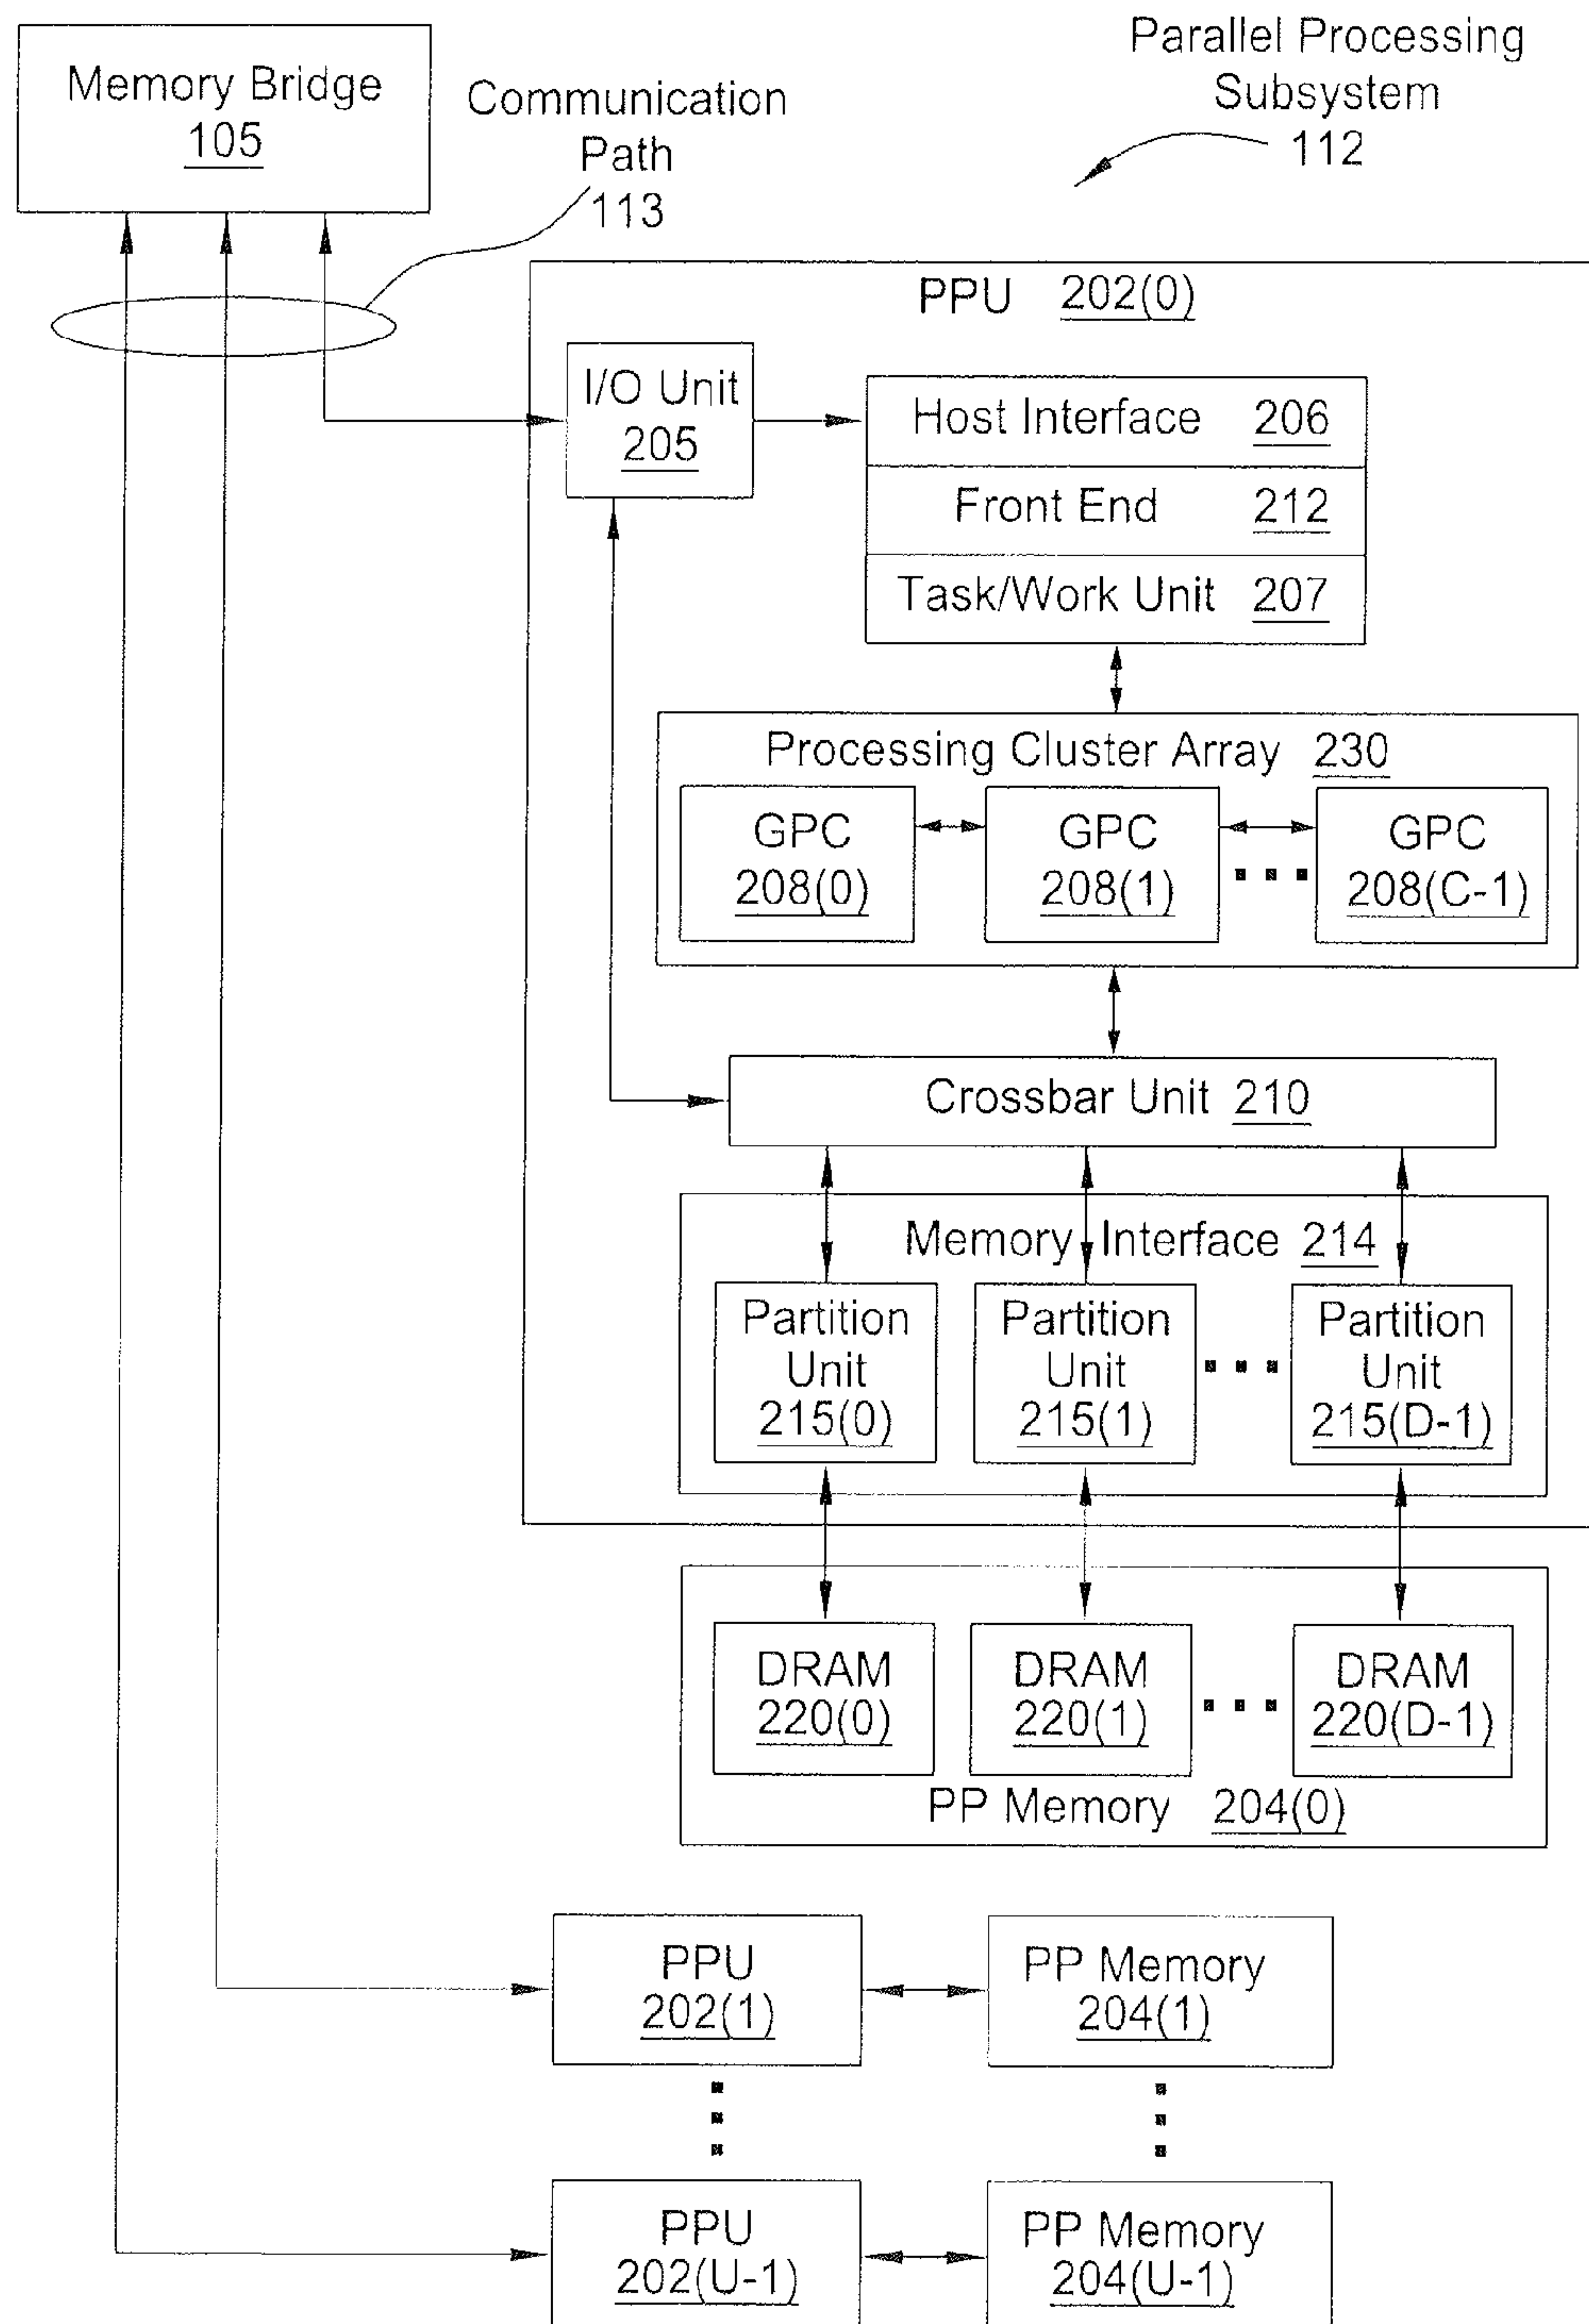 Parallel Processing
Subsystem
112
Memory Bridge
105
Communication
Path
113
PPU 202(0)
I/O Unit
205
Host Interface 206
Front End 212
Task/Work Unit 207
Processing Cluster Array 230
GPC
208(0)
GPC
208(1)
GPC
208(C-1)
Crossbar Unit 210
Memory Interface 214
Partition
Unit
215(0)
Partition
Unit
215(1)
Partition
Unit
215(D-1)
DRAM
220(0)
DRAM
220(1)
DRAM
220(D-1)
PP Memory 204(0)
PPU
202(1)
PP Memory
204(1)
PPU
202(U-1)
PP Memory
204(U-1)